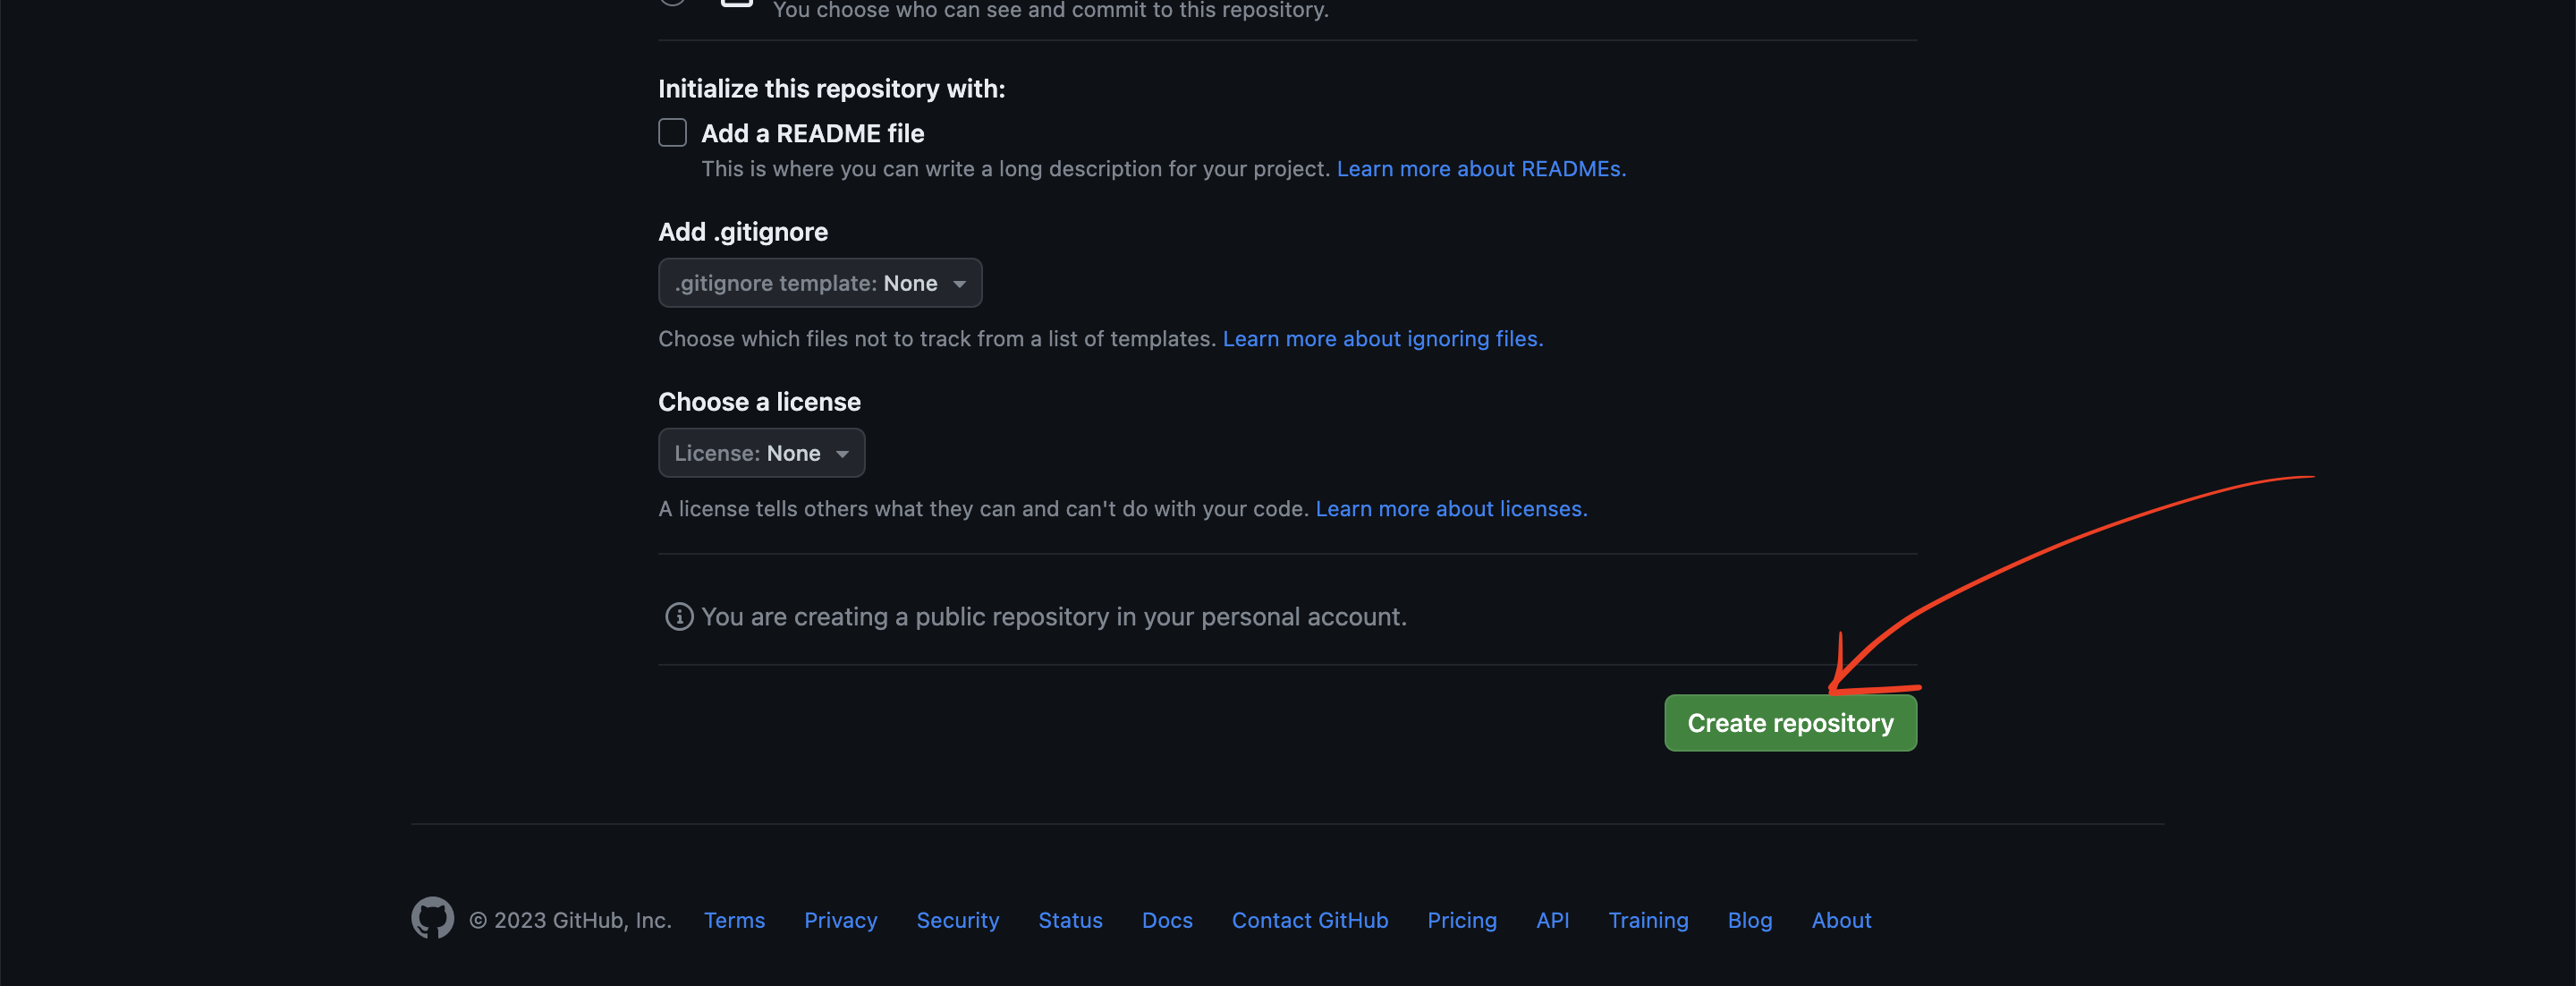 You choose who can see and commit to this repository.
Initialize this repository with:
Add a README file
This is where you can write a long description for your project. Learn more about READMEs.
Add .gitignore
.gitignore template: None
Choose which files not to track from a list of templates. Learn more about ignoring files.
Choose a license
License: None
A license tells others what they can and can't do with your code. Learn more about licenses.
You are creating a public repository in your personal account.
Create repository
© 2023 GitHub, Inc. Terms Privacy Security Status Docs Contact GitHub Pricing API Training Blog About